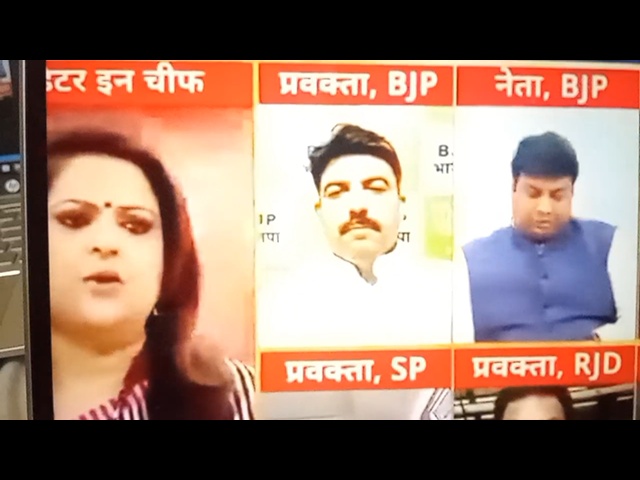 डिटर इन चीफ
प्रवक्ता, BJP
नेता, BJP
प्रवक्ता, SP
प्रवक्ता, RJD